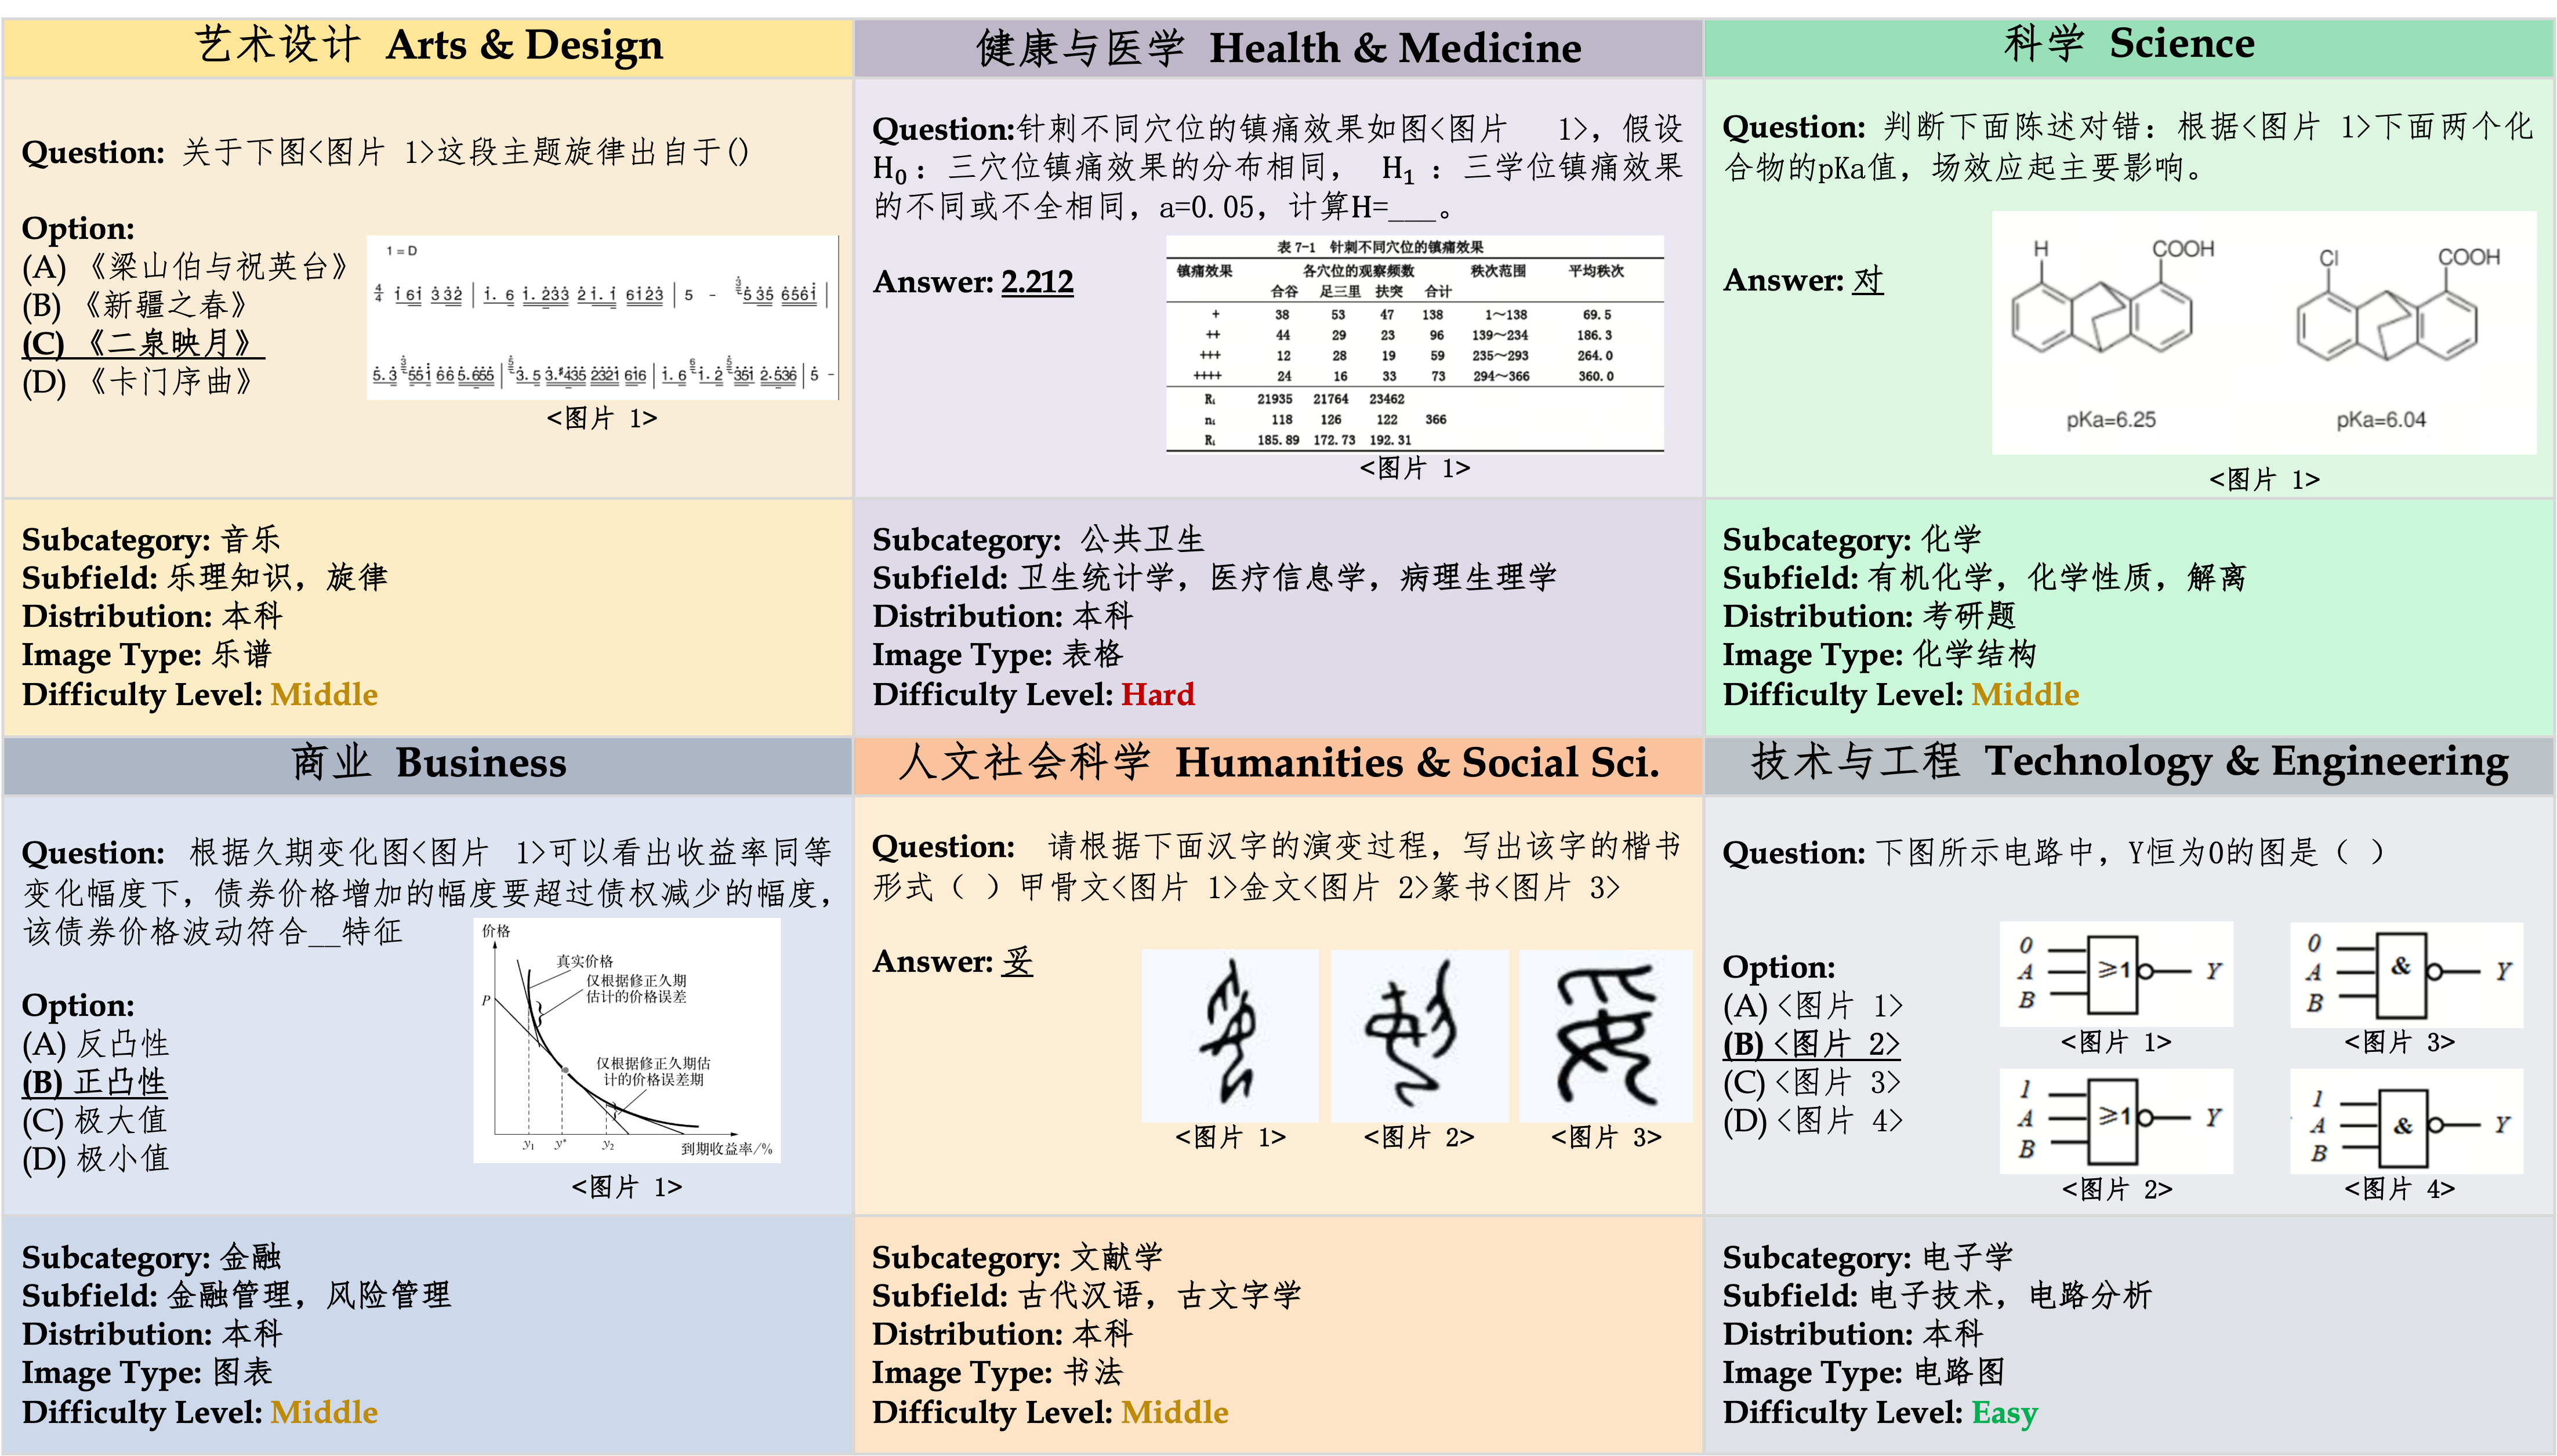 艺术设计 Arts & Design
Question: 关于下图<图片 1>这段主题旋律出自于()
Option:
(A) 《梁山伯与祝英台》
(B) 《新疆之春》
(C) 《二泉映月》
(D) 《卡门序曲》
1 = D
<图片 1>
Subcategory: 音乐
Subfield: 乐理知识，旋律
Distribution: 本科
Image Type: 乐谱
Difficulty Level: Middle
健康与医学 Health & Medicine
Question:针刺不同穴位的镇痛效果如图<图片 1>，假设
H₀：三穴位镇痛效果的分布相同， H₁：三学位镇痛效果
的不同或不全相同，a=0.05，计算H=___。
Answer: 2.212
表 7-1 针刺不同穴位的镇痛效果
镇痛效果 各穴位的观察频数 秩次范围 平均秩次
合谷 足三里 扶突 合计
+ 38 53 47 138 1～138 69.5
++ 44 29 23 96 139～234 186.3
+++ 12 28 19 59 235～293 264.0
++++ 24 16 33 73 294～366 360.0
Rᵢ 21935 21764 23462
nᵢ 118 126 122 366
Rᵢ 185.89 172.73 192.31
<图片 1>
Subcategory: 公共卫生
Subfield: 卫生统计学，医疗信息学，病理生理学
Distribution: 本科
Image Type: 表格
Difficulty Level: Hard
科学 Science
Question: 判断下面陈述对错：根据<图片 1>下面两个化
合物的pKa值，场效应起主要影响。
Answer: 对
H COOH Cl COOH
pKa=6.25 pKa=6.04
<图片 1>
Subcategory: 化学
Subfield: 有机化学，化学性质，解离
Distribution: 考研题
Image Type: 化学结构
Difficulty Level: Middle
商业 Business
Question: 根据久期变化图<图片 1>可以看出收益率同等
变化幅度下，债券价格增加的幅度要超过债权减少的幅度，
该债券价格波动符合__特征
Option:
(A) 反凸性
(B) 正凸性
(C) 极大值
(D) 极小值
价格
真实价格
仅根据修正久期
估计的价格误差
P
仅根据修正久期估
计的价格误差期
y₁ y* y₂ 到期收益率/%
<图片 1>
Subcategory: 金融
Subfield: 金融管理，风险管理
Distribution: 本科
Image Type: 图表
Difficulty Level: Middle
人文社会科学 Humanities & Social Sci.
Question: 请根据下面汉字的演变过程，写出该字的楷书
形式（ ）甲骨文<图片 1>金文<图片 2>篆书<图片 3>
Answer: 妥
<图片 1> <图片 2> <图片 3>
Subcategory: 文献学
Subfield: 古代汉语，古文字学
Distribution: 本科
Image Type: 书法
Difficulty Level: Middle
技术与工程 Technology & Engineering
Question: 下图所示电路中，Y恒为0的图是（ ）
Option:
(A) <图片 1>
(B) <图片 2>
(C) <图片 3>
(D) <图片 4>
0 A B ≥1 Y
<图片 1>
0 A B & Y
<图片 3>
1 A B ≥1 Y
<图片 2>
1 A B & Y
<图片 4>
Subcategory: 电子学
Subfield: 电子技术，电路分析
Distribution: 本科
Image Type: 电路图
Difficulty Level: Easy